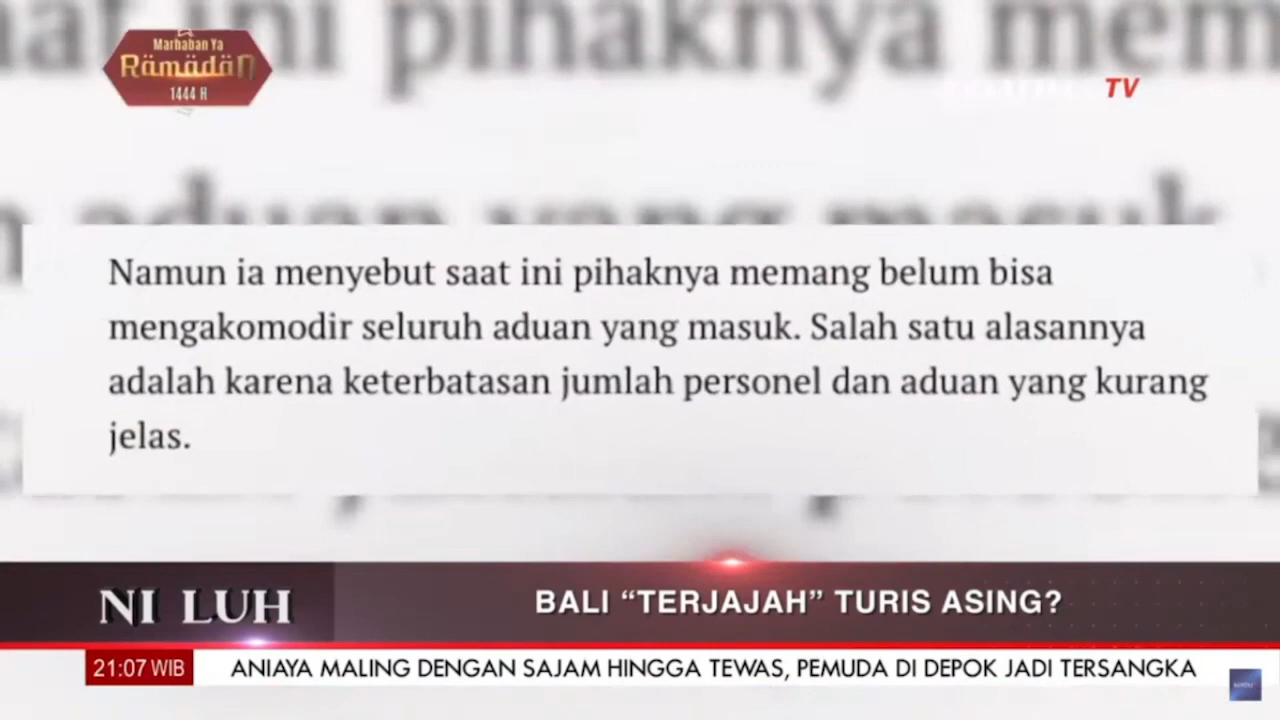 Marhaban Ya
Ramadan
1444 H
TV
Namun ia menyebut saat ini pihaknya memang belum bisa
mengakomodir seluruh aduan yang masuk. Salah satu alasannya
adalah karena keterbatasan jumlah personel dan aduan yang kurang
jelas.
NI LUH
BALI “TERJAJAH” TURIS ASING?
21:07 WIB
ANIAYA MALING DENGAN SAJAM HINGGA TEWAS, PEMUDA DI DEPOK JADI TERSANGKA